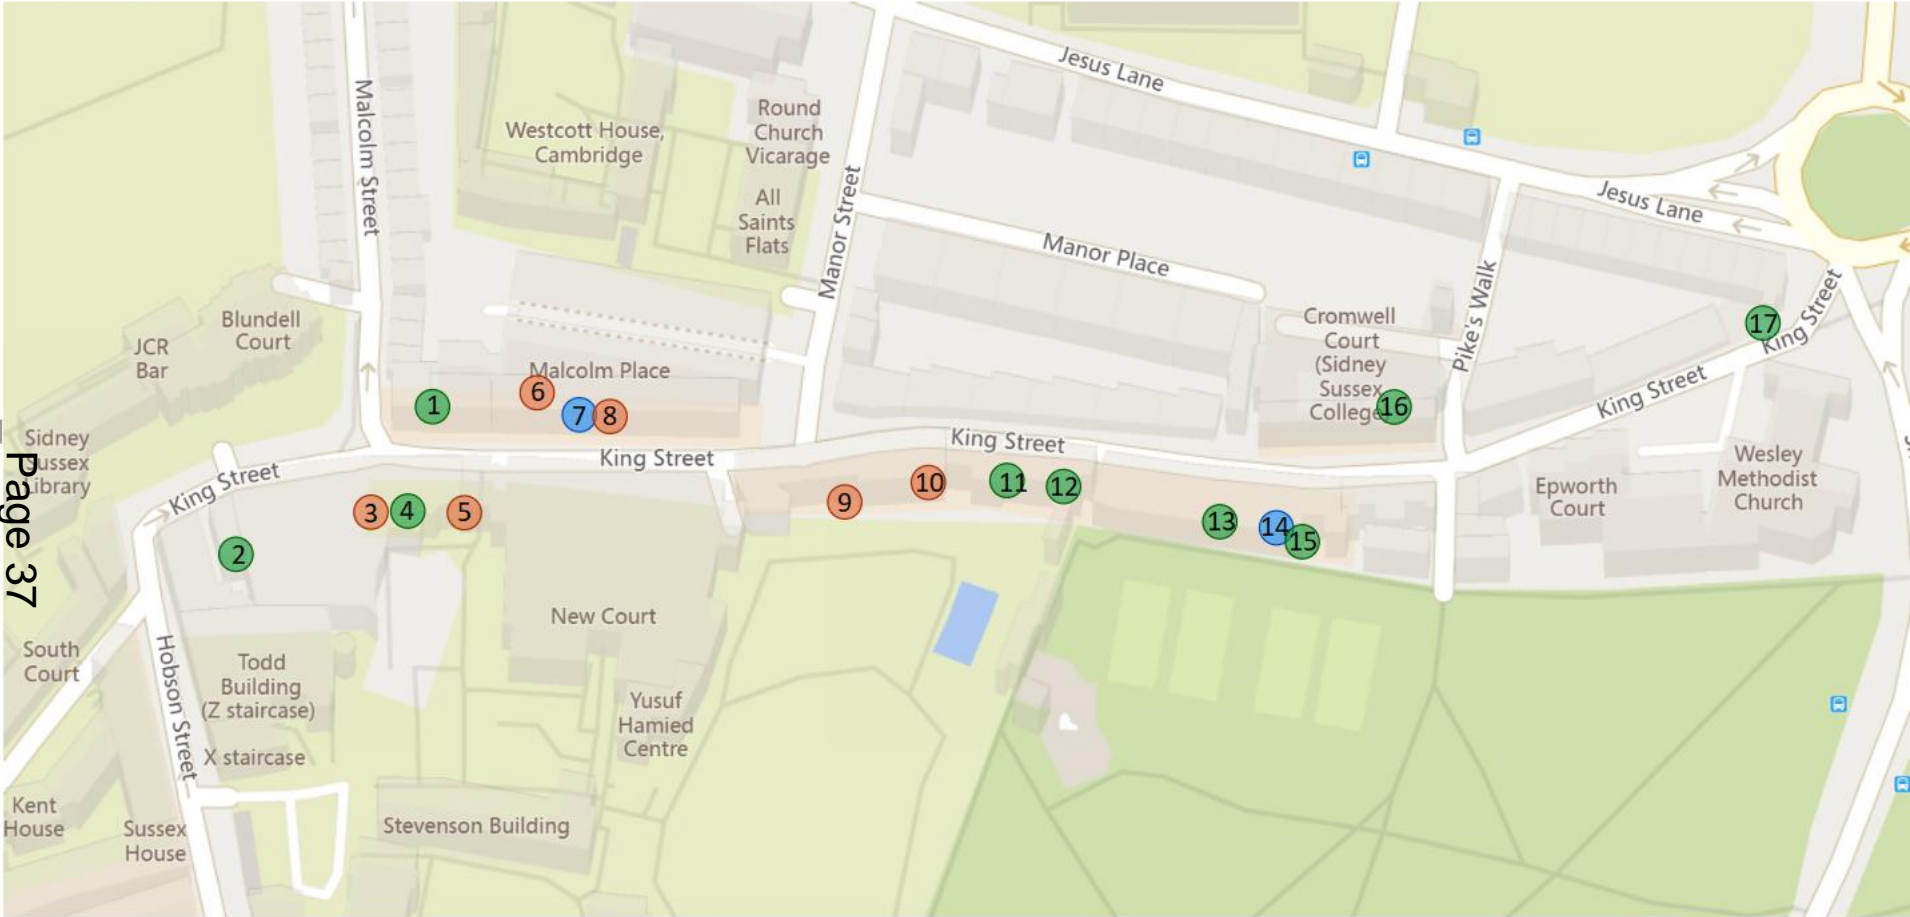 Jesus Lane
Malcolm Street
Westcott House,
Cambridge
Round
Church
Vicarage
All
Saints
Flats
Manor Street
Manor Place
Jesus Lane
Pike's Walk
Blundell
Court
JCR
Bar
Malcolm Place
Cromwell
Court
(Sidney
Sussex
College
King Street
1
6
7
8
16
17
King Street
King Street
King Street
King Street
Sidney
Sussex
Library
Page 37
2
3
4
5
9
10
11
12
13
14
15
Epworth
Court
Wesley
Methodist
Church
New Court
South
Court
Hobson Street
Todd
Building
(Z staircase)
X staircase
Yusuf
Hamied
Centre
Kent
House
Sussex
House
Stevenson Building